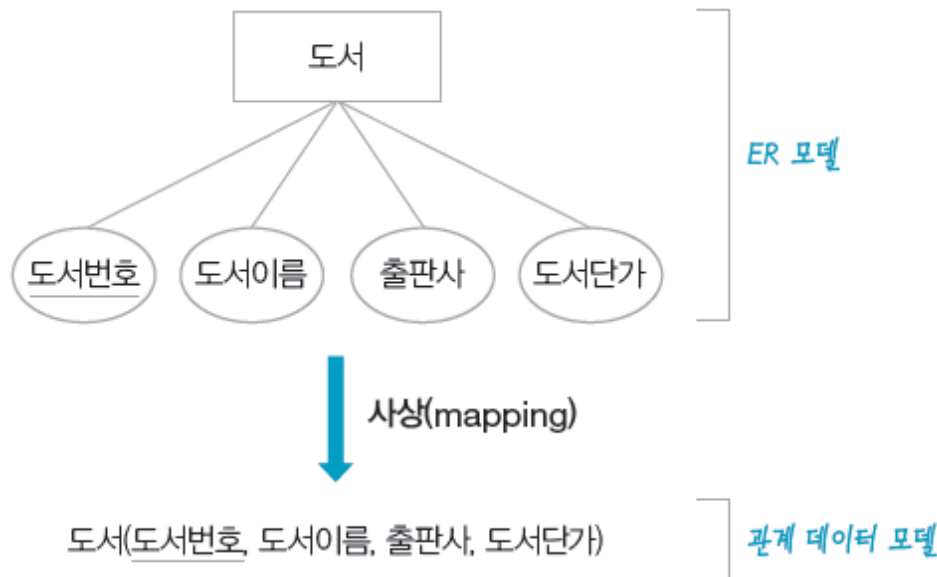 도서
ER 모델
도서번호 도서이름 출판사 도서단가
사상(mapping)
도서(도서번호, 도서이름, 출판사, 도서단가)
관계 데이터 모델